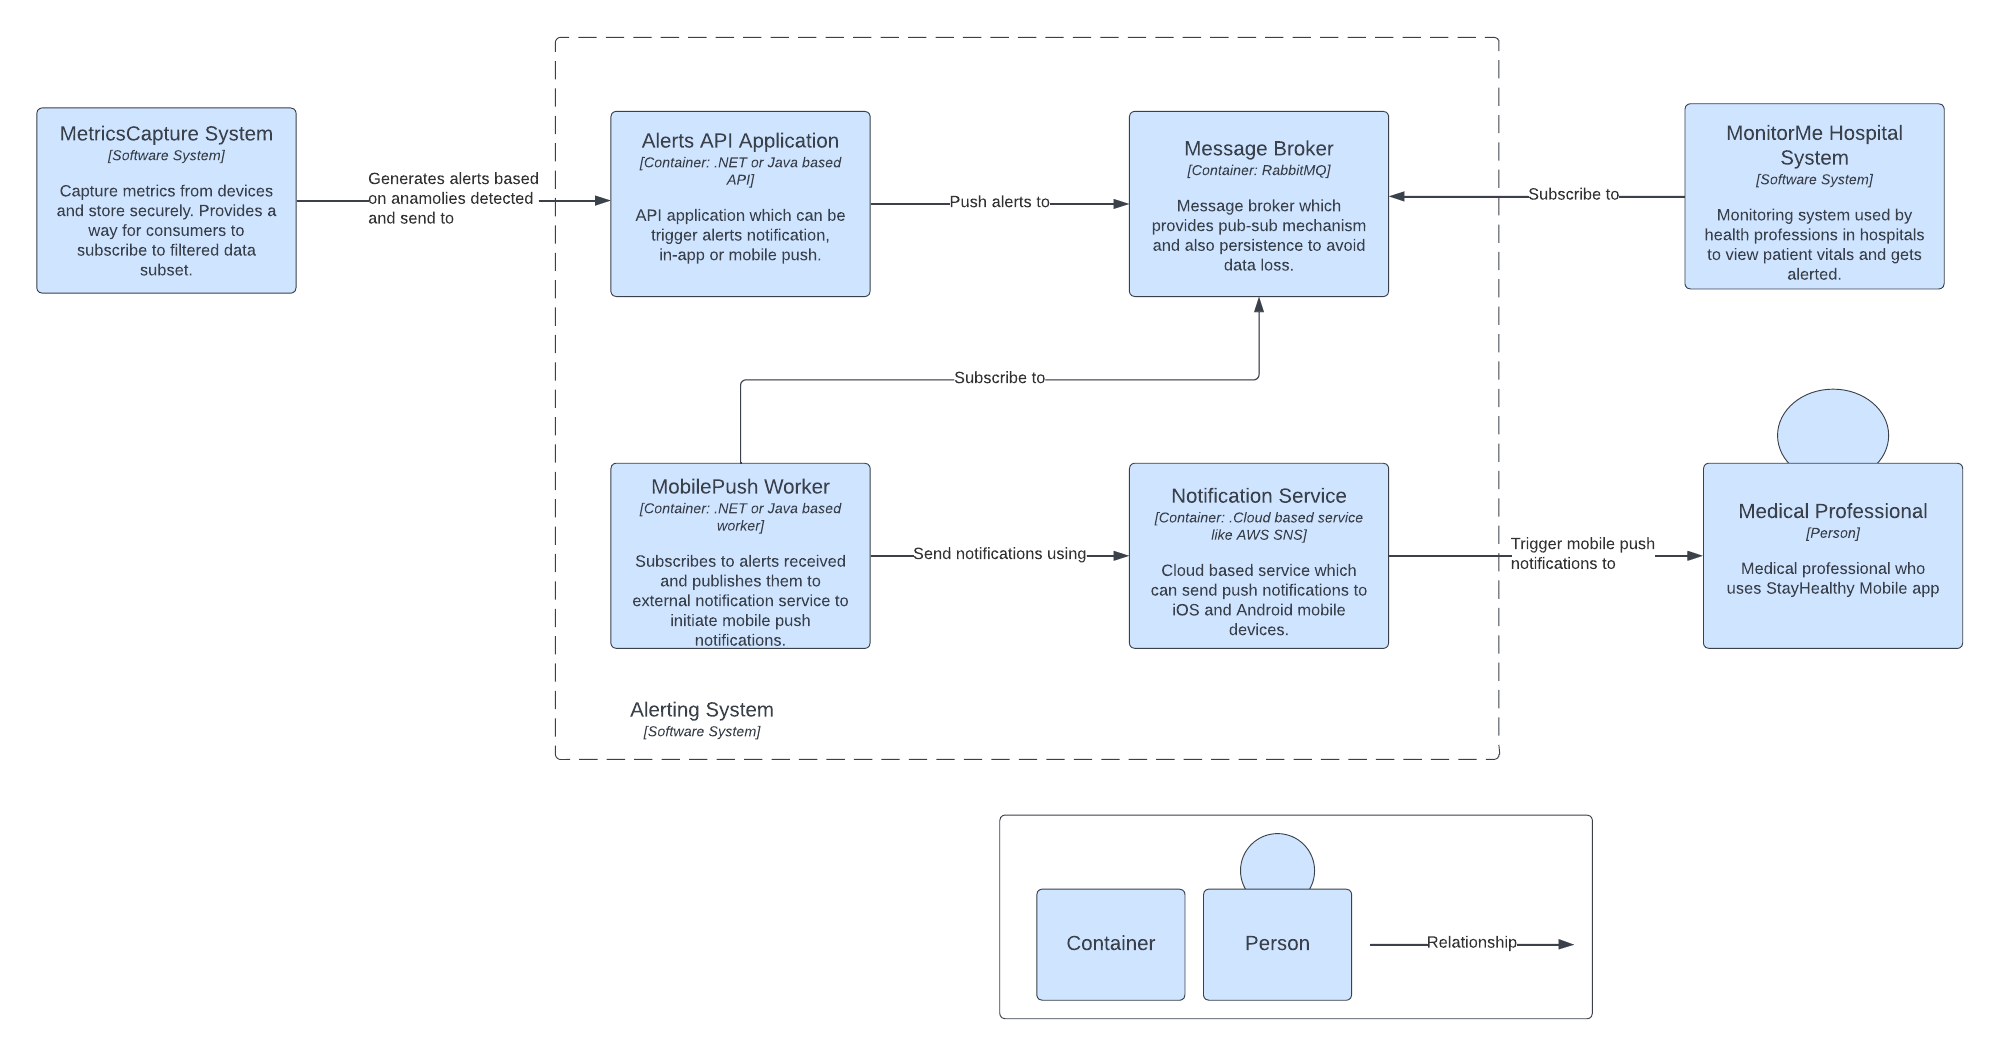 MetricsCapture System
[Software System]
Capture metrics from devices
and store securely. Provides a
way for consumers to
subscribe to filtered data
subset.
Generates alerts based
on anamolies detected
and send to
Alerts API Application
[Container: .NET or Java based
API]
API application which can be
trigger alerts notification,
in-app or mobile push.
Push alerts to
Message Broker
[Container: RabbitMQ]
Message broker which
provides pub-sub mechanism
and also persistence to avoid
data loss.
Subscribe to
MonitorMe Hospital
System
[Software System]
Monitoring system used by
health professions in hospitals
to view patient vitals and gets
alerted.
Subscribe to
MobilePush Worker
[Container: .NET or Java based
worker]
Subscribes to alerts received
and publishes them to
external notification service to
initiate mobile push
notifications.
Send notifications using
Notification Service
[Container: .Cloud based service
like AWS SNS]
Cloud based service which
can send push notifications to
iOS and Android mobile
devices.
Trigger mobile push
notifications to
Medical Professional
[Person]
Medical professional who
uses StayHealthy Mobile app
Alerting System
[Software System]
Container
Person
Relationship